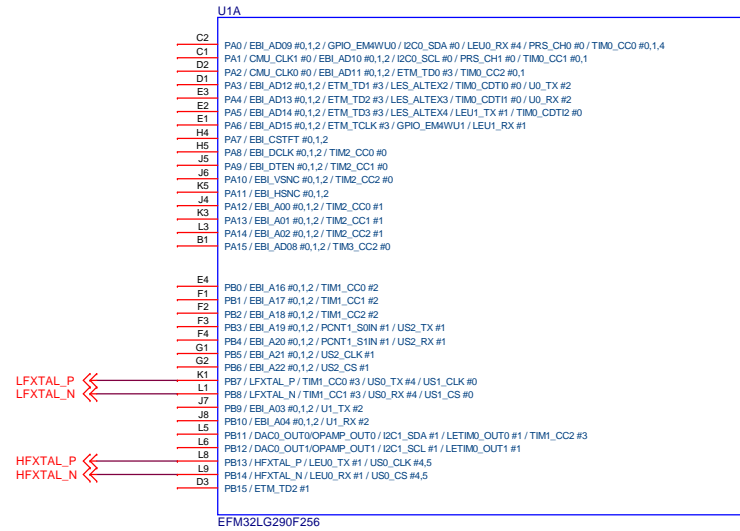 U1A
C2 PA0 / EBI_AD09 #0,1,2 / GPIO_EM4WU0 / I2C0_SDA #0 / LEU0_RX #4 / PRS_CH0 #0 / TIM0_CC0 #0,1,4
C1 PA1 / CMU_CLK1 #0 / EBI_AD10 #0,1,2 / I2C0_SCL #0 / PRS_CH1 #0 / TIM0_CC1 #0,1
D2 PA2 / CMU_CLK0 #0 / EBI_AD11 #0,1,2 / ETM_TD0 #3 / TIM0_CC2 #0,1
D1 PA3 / EBI_AD12 #0,1,2 / ETM_TD1 #3 / LES_ALTEX2 / TIM0_CDTI0 #0 / U0_TX #2
E3 PA4 / EBI_AD13 #0,1,2 / ETM_TD2 #3 / LES_ALTEX3 / TIM0_CDTI1 #0 / U0_RX #2
E2 PA5 / EBI_AD14 #0,1,2 / ETM_TD3 #3 / LES_ALTEX4 / LEU1_TX #1 / TIM0_CDTI2 #0
E1 PA6 / EBI_AD15 #0,1,2 / ETM_TCLK #3 / GPIO_EM4WU1 / LEU1_RX #1
H4 PA7 / EBI_CSTFT #0,1,2
H5 PA8 / EBI_DCLK #0,1,2 / TIM2_CC0 #0
J5 PA9 / EBI_DTEN #0,1,2 / TIM2_CC1 #0
J6 PA10 / EBI_VSNC #0,1,2 / TIM2_CC2 #0
K5 PA11 / EBI_HSNC #0,1,2
J4 PA12 / EBI_A00 #0,1,2 / TIM2_CC0 #1
K3 PA13 / EBI_A01 #0,1,2 / TIM2_CC1 #1
L3 PA14 / EBI_A02 #0,1,2 / TIM2_CC2 #1
B1 PA15 / EBI_AD08 #0,1,2 / TIM3_CC2 #0
E4 PB0 / EBI_A16 #0,1,2 / TIM1_CC0 #2
F1 PB1 / EBI_A17 #0,1,2 / TIM1_CC1 #2
F2 PB2 / EBI_A18 #0,1,2 / TIM1_CC2 #2
F3 PB3 / EBI_A19 #0,1,2 / PCNT1_S0IN #1 / US2_TX #1
F4 PB4 / EBI_A20 #0,1,2 / PCNT1_S1IN #1 / US2_RX #1
G1 PB5 / EBI_A21 #0,1,2 / US2_CLK #1
G2 PB6 / EBI_A22 #0,1,2 / US2_CS #1
LFXTAL_P K1 PB7 / LFXTAL_P / TIM1_CC0 #3 / US0_TX #4 / US1_CLK #0
LFXTAL_N L1 PB8 / LFXTAL_N / TIM1_CC1 #3 / US0_RX #4 / US1_CS #0
J7 PB9 / EBI_A03 #0,1,2 / U1_TX #2
J8 PB10 / EBI_A04 #0,1,2 / U1_RX #2
L5 PB11 / DAC0_OUT0/OPAMP_OUT0 / I2C1_SDA #1 / LETIM0_OUT0 #1 / TIM1_CC2 #3
L6 PB12 / DAC0_OUT1/OPAMP_OUT1 / I2C1_SCL #1 / LETIM0_OUT1 #1
HFXTAL_P L8 PB13 / HFXTAL_P / LEU0_TX #1 / US0_CLK #4,5
HFXTAL_N L9 PB14 / HFXTAL_N / LEU0_RX #1 / US0_CS #4,5
D3 PB15 / ETM_TD2 #1
EFM32LG290F256